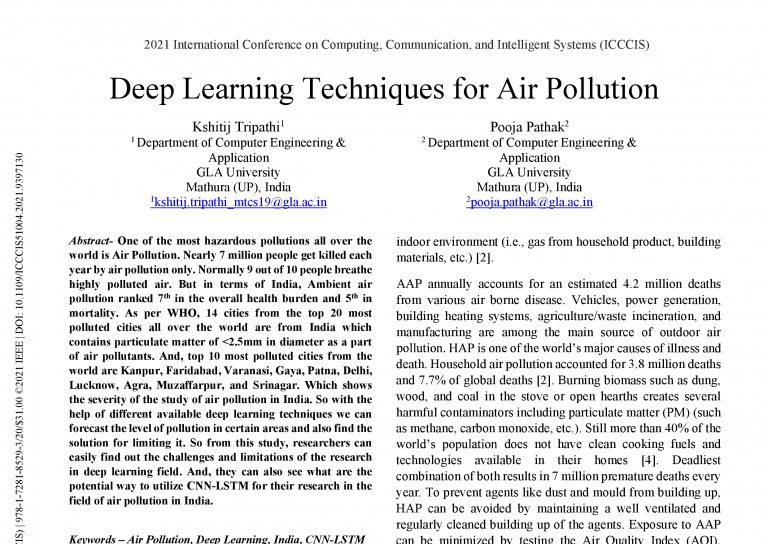 2021 International Conference on Computing, Communication, and Intelligent Systems (ICCCIS)
Deep Learning Techniques for Air Pollution
Kshitij Tripathi1
1 Department of Computer Engineering &
Application
GLA University
Mathura (UP), India
1kshitij.tripathi_mtcs19@gla.ac.in
Pooja Pathak2
2 Department of Computer Engineering &
Application
GLA University
Mathura (UP), India
2pooja.pathak@gla.ac.in
Abstract- One of the most hazardous pollutions all over the
world is Air Pollution. Nearly 7 million people get killed each
year by air pollution only. Normally 9 out of 10 people breathe
highly polluted air. But in terms of India, Ambient air
pollution ranked 7th in the overall health burden and 5th in
mortality. As per WHO, 14 cities from the top 20 most
polluted cities all over the world are from India which
contains particulate matter of <2.5mm in diameter as a part
of air pollutants. And, top 10 most polluted cities from the
world are Kanpur, Faridabad, Varanasi, Gaya, Patna, Delhi,
Lucknow, Agra, Muzaffarpur, and Srinagar. Which shows
the severity of the study of air pollution in India. So with the
help of different available deep learning techniques we can
forecast the level of pollution in certain areas and also find the
solution for limiting it. So from this study, researchers can
easily find out the challenges and limitations of the research
in deep learning field. And, they can also see what are the
potential way to utilize CNN-LSTM for their research in the
field of air pollution in India.
Keywords – Air Pollution, Deep Learning, India, CNN-LSTM
indoor environment (i.e., gas from household product, building
materials, etc.) [2].
AAP annually accounts for an estimated 4.2 million deaths
from various air borne disease. Vehicles, power generation,
building heating systems, agriculture/waste incineration, and
manufacturing are among the main source of outdoor air
pollution. HAP is one of the world's major causes of illness and
death. Household air pollution accounted for 3.8 million deaths
and 7.7% of global deaths [2]. Burning biomass such as dung,
wood, and coal in the stove or open hearths creates several
harmful contaminators including particulate matter (PM) (such
as methane, carbon monoxide, etc.). Still more than 40% of the
world's population does not have clean cooking fuels and
technologies available in their homes [4]. Deadliest
combination of both results in 7 million premature deaths every
year. To prevent agents like dust and mould from building up,
HAP can be avoided by maintaining a well ventilated and
regularly cleaned building up of the agents. Exposure to AAP
can be minimized by testing the Air Quality Index (AQI),
CIS) | 978-1-7281-8529-3/20/$31.00 ©2021 IEEE | DOI: 10.1109/ICCCIS51004.2021.9397130